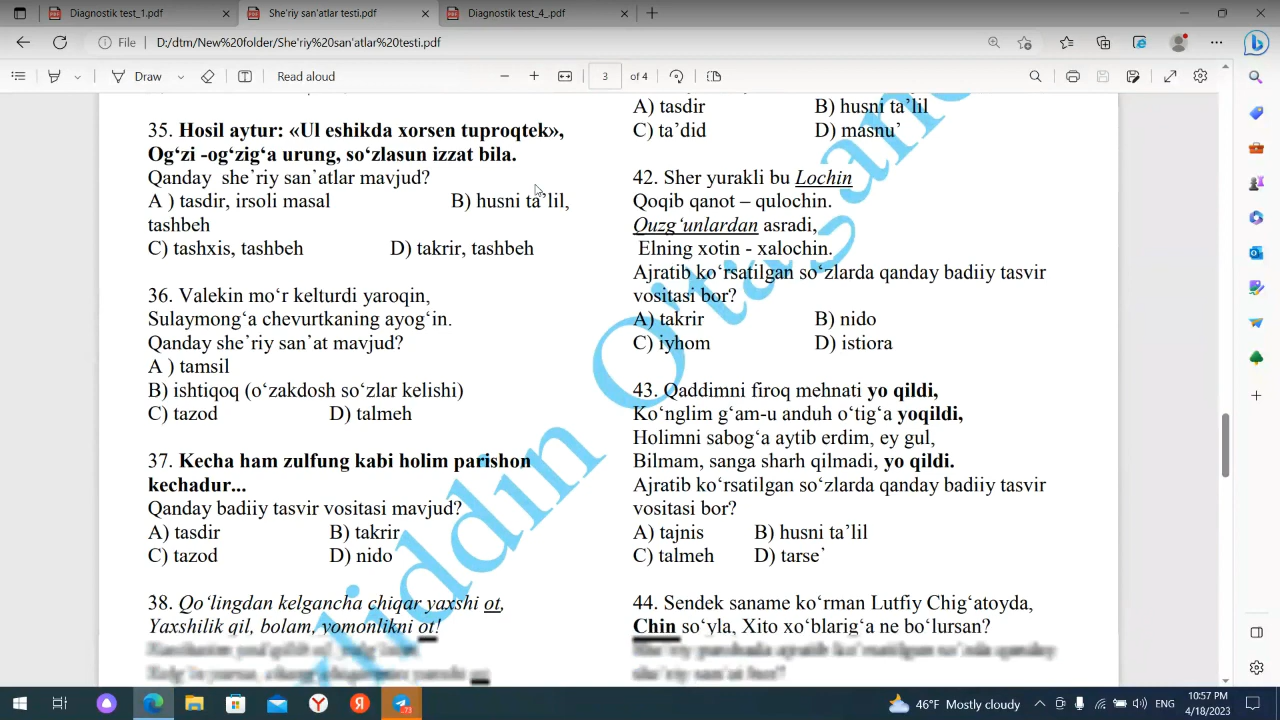 Diagnostik test_1.pdf
She'riy san'atlar testi.pdf
Diagnostik test_4_.pdf
File
D:/dtm/New%20folder/She'riy%20san'atlar%20testi.pdf
Draw
Read aloud
3
of 4
35. Hosil aytur: «Ul eshikda xorsen tuproqtek»,
Og‘zi -og‘zig‘a urung, so‘zlasun izzat bila.
Qanday she`riy san`atlar mavjud?
A ) tasdir, irsoli masal B) husni ta’lil,
tashbeh
C) tashxis, tashbeh D) takrir, tashbeh
36. Valekin mo‘r kelturdi yaroqin,
Sulaymong‘a chevurtkaning ayog‘in.
Qanday she`riy san`at mavjud?
A ) tamsil
B) ishtiqoq (o‘zakdosh so‘zlar kelishi)
C) tazod D) talmeh
37. Kecha ham zulfung kabi holim parishon
kechadur...
Qanday badiiy tasvir vositasi mavjud?
A) tasdir B) takrir
C) tazod D) nido
38. Qo‘lingdan kelgancha chiqar yaxshi ot,
Yaxshilik qil, bolam, yomonlikni ot!
A) tasdir B) husni ta’lil
C) ta’did D) masnu’
42. Sher yurakli bu Lochin
Qoqib qanot – qulochin.
Quzg‘unlardan asradi,
Elning xotin - xalochin.
Ajratib ko‘rsatilgan so‘zlarda qanday badiiy tasvir
vositasi bor?
A) takrir B) nido
C) iyhom D) istiora
43. Qaddimni firoq mehnati yo qildi,
Ko‘nglim g‘am-u anduh o‘tig‘a yoqildi,
Holimni sabog‘a aytib erdim, ey gul,
Bilmam, sanga sharh qilmadi, yo qildi.
Ajratib ko‘rsatilgan so‘zlarda qanday badiiy tasvir
vositasi bor?
A) tajnis B) husni ta’lil
C) talmeh D) tarse`
44. Sendek saname ko‘rman Lutfiy Chig‘atoyda,
Chin so‘yla, Xito xo‘blarig‘a ne bo‘lursan?
46°F Mostly cloudy
ENG
10:57 PM
4/18/2023